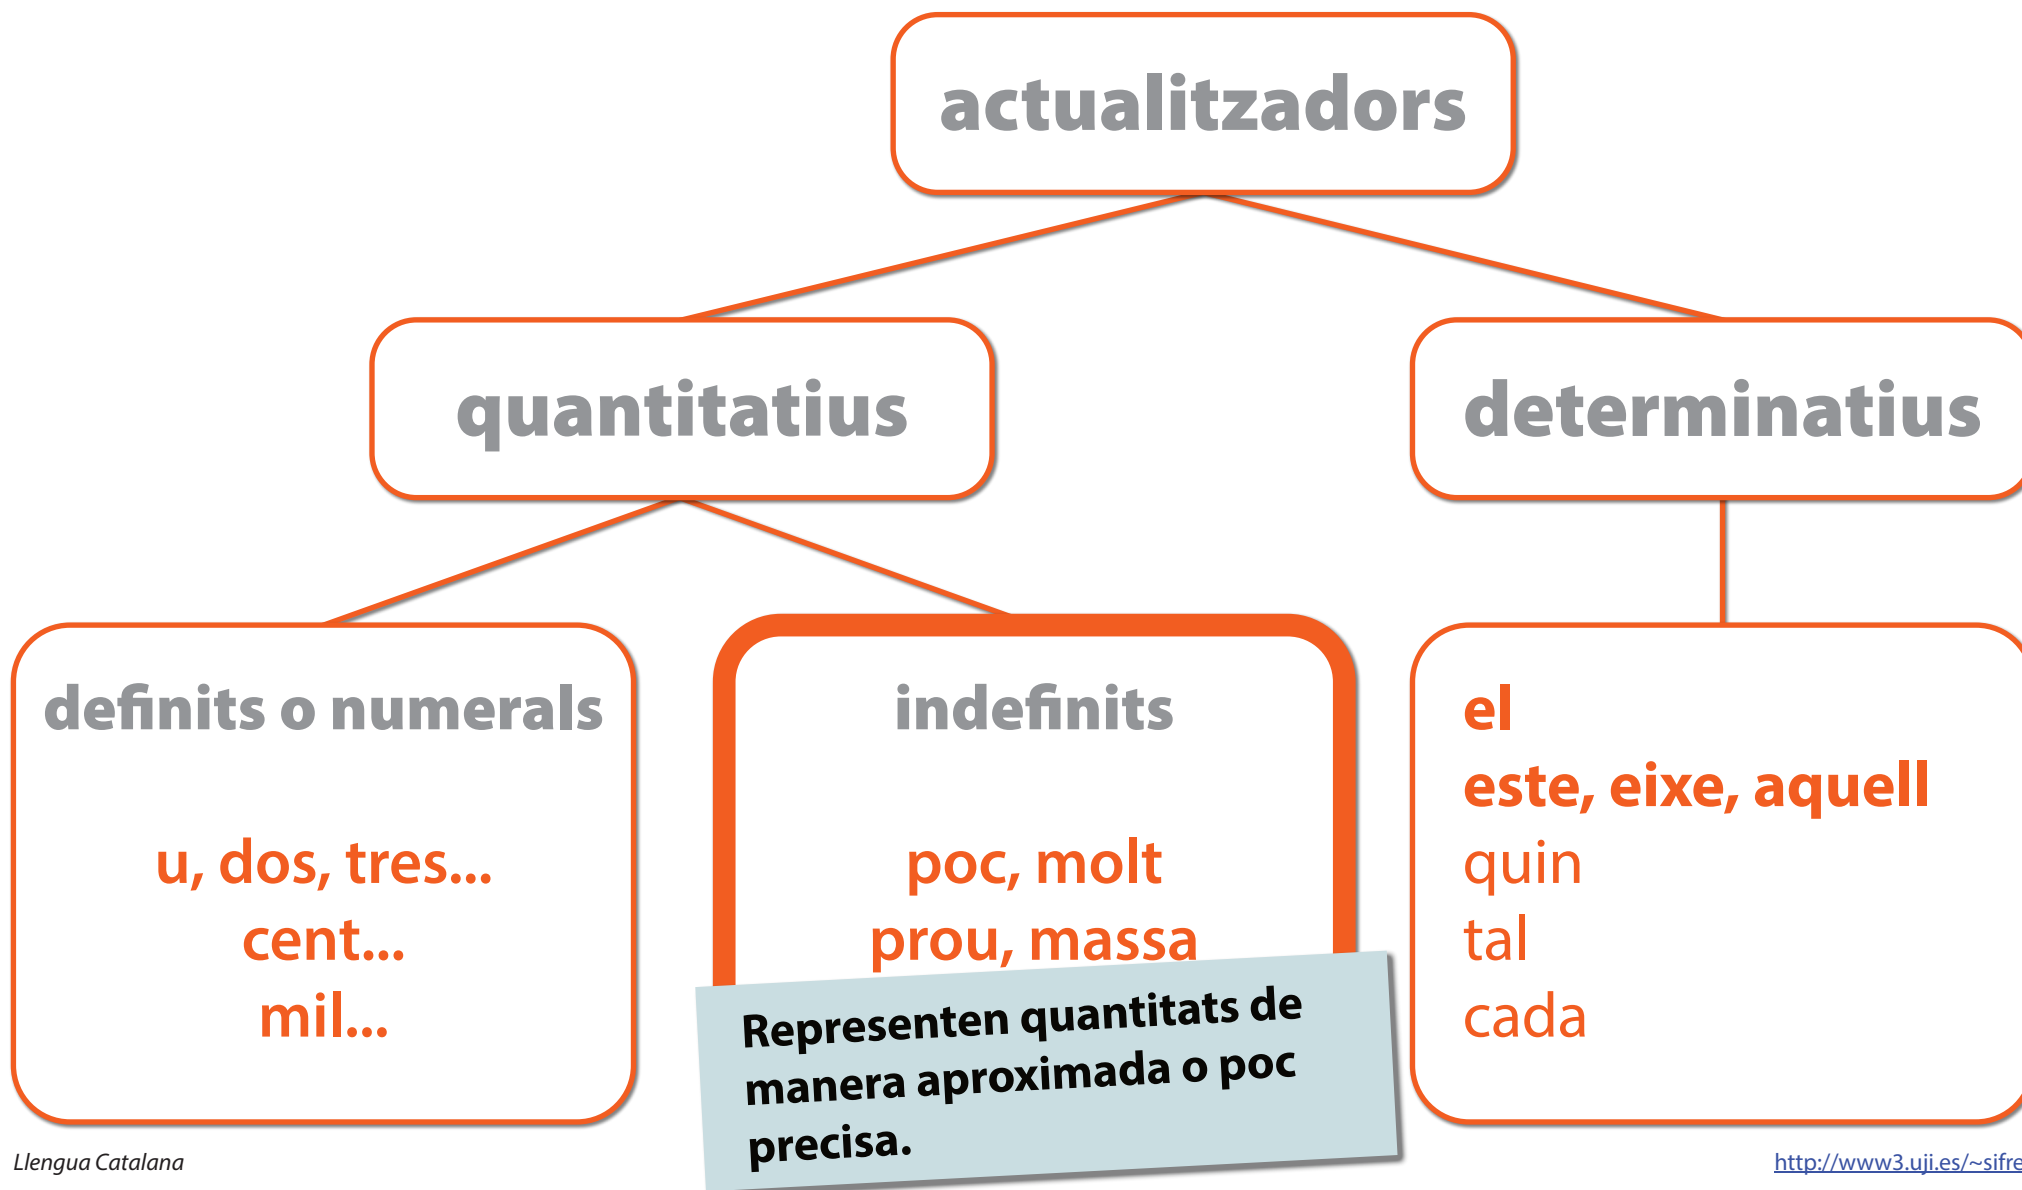 actualitzadors
quantitatius
determinatius
definits o numerals
u, dos, tres...
cent...
mil...
indefinits
poc, molt
prou, massa
Representen quantitats de
manera aproximada o poc
precisa.
el
este, eixe, aquell
quin
tal
cada
Llengua Catalana
http://www3.uji.es/~sifre